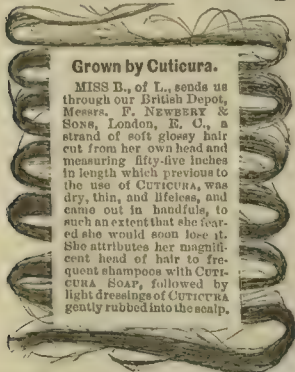 Grown by Cuticura.
MISS B., of L., sends us
through our British Depot,
Messrs. F. NEWBERY &
SONS, London, E. C., a
strand of soft glossy hair
cut from her own head and
measuring fifty-five inches
in length which previous to
the use of CUTICURA, was
dry, thin, and lifeless, and
came out in handfuls, to
such an extent that she fear-
ed she would soon lose it.
She attributes her magnifi-
cent head of hair to fre-
quent shampoos with CUTI-
CURA SOAP, followed by
light dressings of CUTICURA
gently rubbed into the scalp.